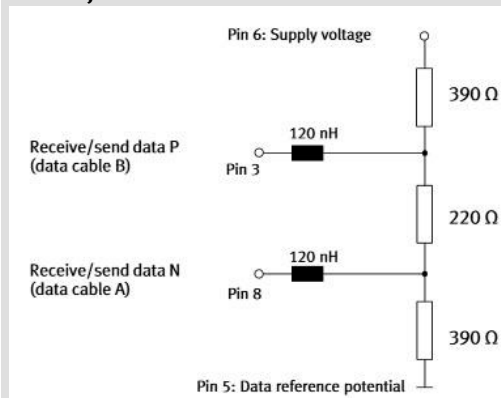 Pin 6: Supply voltage
390 Ω
Receive/send data P
(data cable B)
120 nH
Pin 3
220 Ω
Receive/send data N
(data cable A)
120 nH
Pin 8
390 Ω
Pin 5: Data reference potential